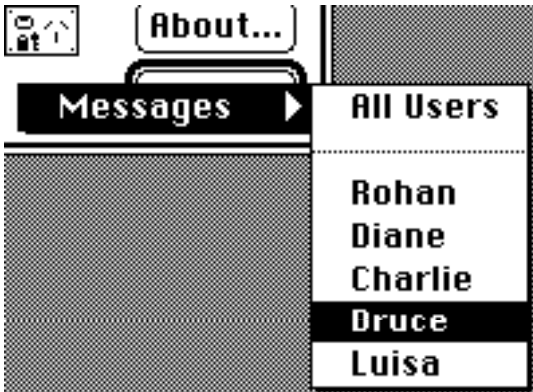 About...
Messages
All Users
Rohan
Diane
Charlie
Druce
Luisa